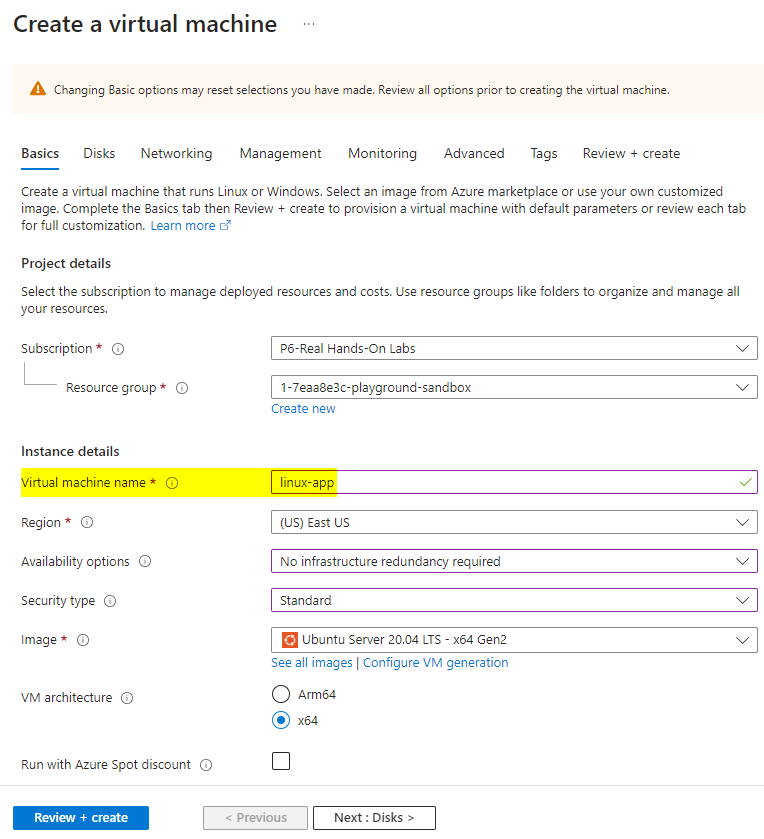 Create a virtual machine ...
Changing Basic options may reset selections you have made. Review all options prior to creating the virtual machine.
Basics Disks Networking Management Monitoring Advanced Tags Review + create
Create a virtual machine that runs Linux or Windows. Select an image from Azure marketplace or use your own customized
image. Complete the Basics tab then Review + create to provision a virtual machine with default parameters or review each tab
for full customization. Learn more
Project details
Select the subscription to manage deployed resources and costs. Use resource groups like folders to organize and manage all
your resources.
Subscription * P6-Real Hands-On Labs
Resource group * 1-7eaa8e3c-playground-sandbox
Create new
Instance details
Virtual machine name * linux-app
Region * (US) East US
Availability options No infrastructure redundancy required
Security type Standard
Image * Ubuntu Server 20.04 LTS - x64 Gen2
See all images | Configure VM generation
VM architecture Arm64
x64
Run with Azure Spot discount
Review + create < Previous Next : Disks >